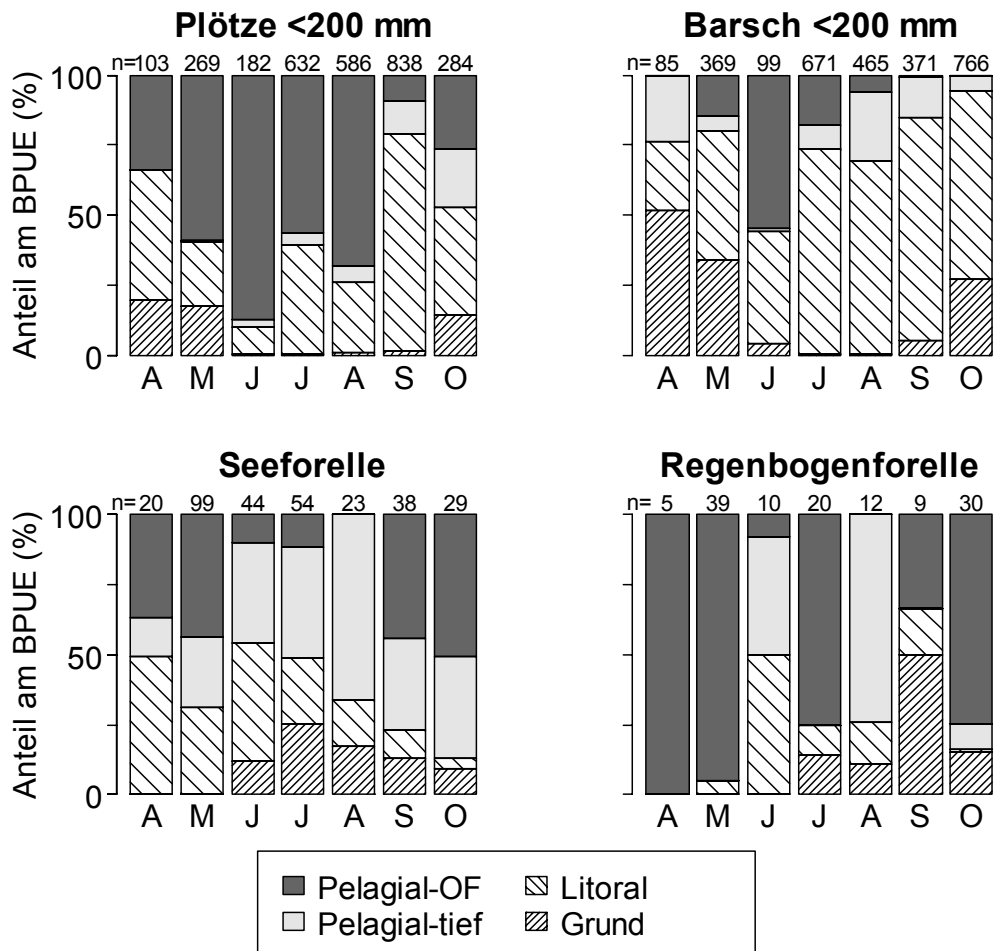 Plötze <200 mm
n= 103 269 182 632 586 838 284
Anteil am BPUE (%)
100
50
0
A M J J A S O
Barsch <200 mm
n= 85 369 99 671 465 371 766
A M J J A S O
Seeforelle
n= 20 99 44 54 23 38 29
Anteil am BPUE (%)
100
50
0
A M J J A S O
Regenbogenforelle
n= 5 39 10 20 12 9 30
A M J J A S O
Pelagial-OF
Litoral
Pelagial-tief
Grund